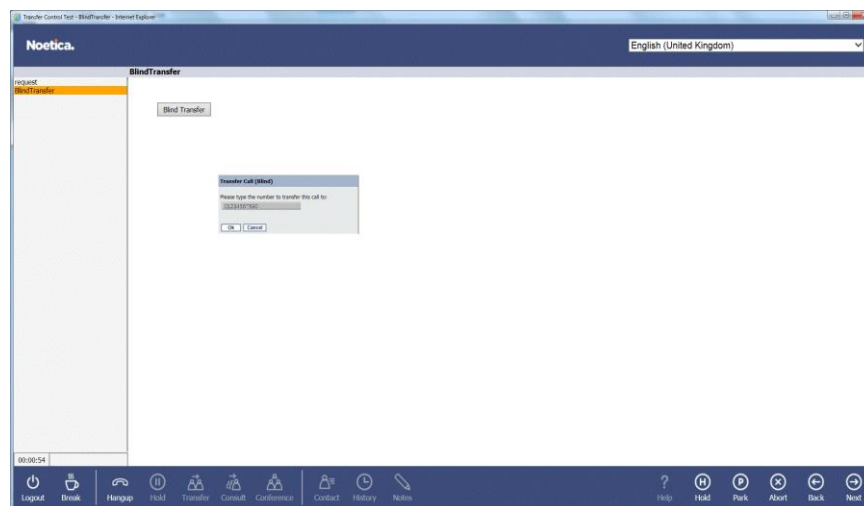 Transfer Control Test - BlindTransfer - Internet Explorer
Noetica.
English (United Kingdom)
BlindTransfer
request
BlindTransfer
Blind Transfer
Transfer Call (Blind)
Please type the number to transfer this call to:
Ok Cancel
00:00:54
Logout Break Hangup Hold Transfer Consult Conference Contact History Notes Help Hold Park Abort Back Next